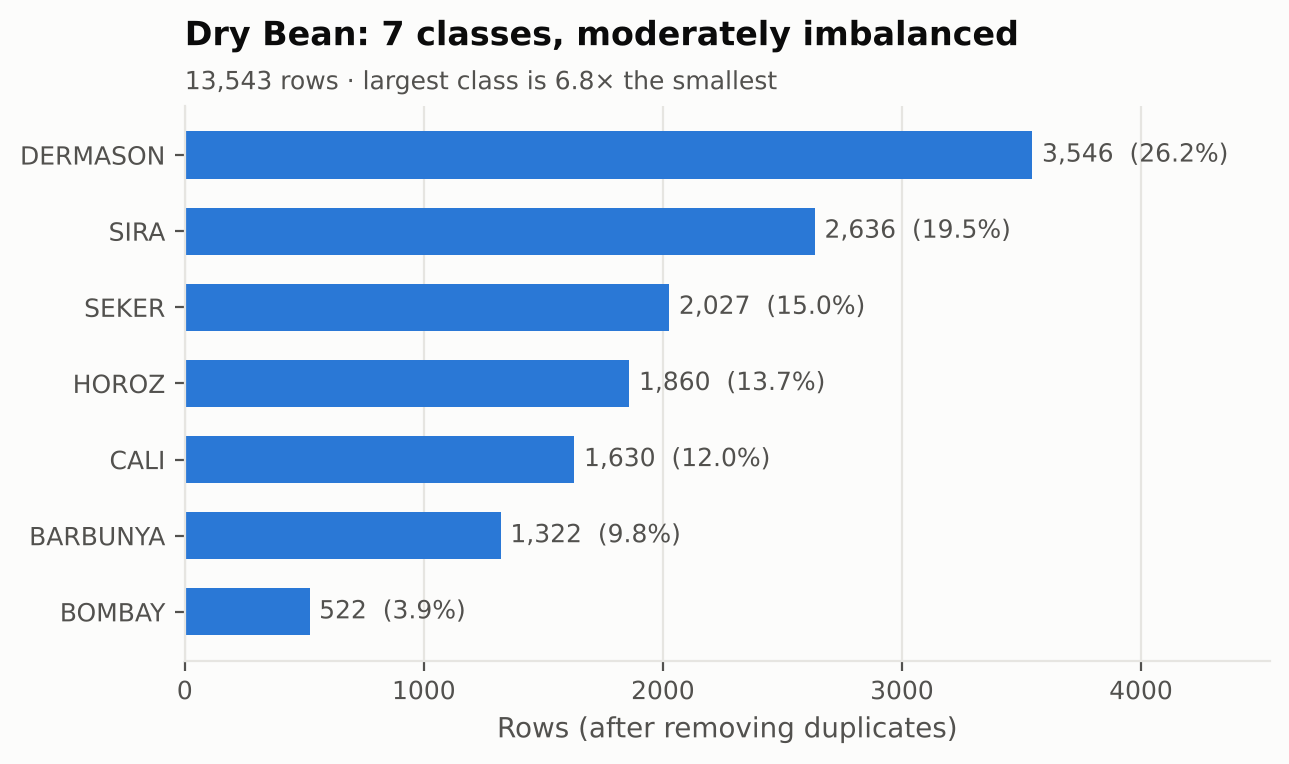 Dry Bean: 7 classes, moderately imbalanced
13,543 rows · largest class is 6.8× the smallest
DERMASON 3,546 (26.2%)
SIRA 2,636 (19.5%)
SEKER 2,027 (15.0%)
HOROZ 1,860 (13.7%)
CALI 1,630 (12.0%)
BARBUNYA 1,322 (9.8%)
BOMBAY 522 (3.9%)
0 1000 2000 3000 4000
Rows (after removing duplicates)